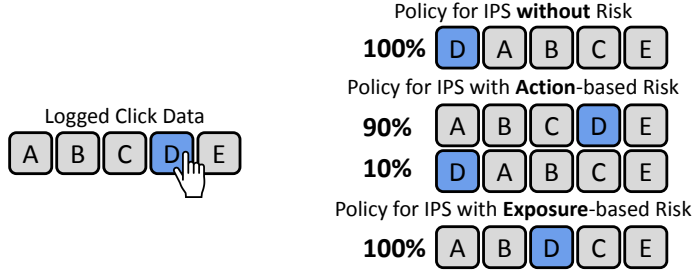 Logged Click Data
A B C D E
Policy for IPS without Risk
100% D A B C E
Policy for IPS with Action-based Risk
90% A B C D E
10% D A B C E
Policy for IPS with Exposure-based Risk
100% A B D C E